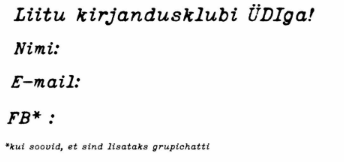 Liitu kirjandusklubi ÜDIga!
Nimi:
E-mail:
FB* :
*kui soovid, et sind lisataks grupichatti